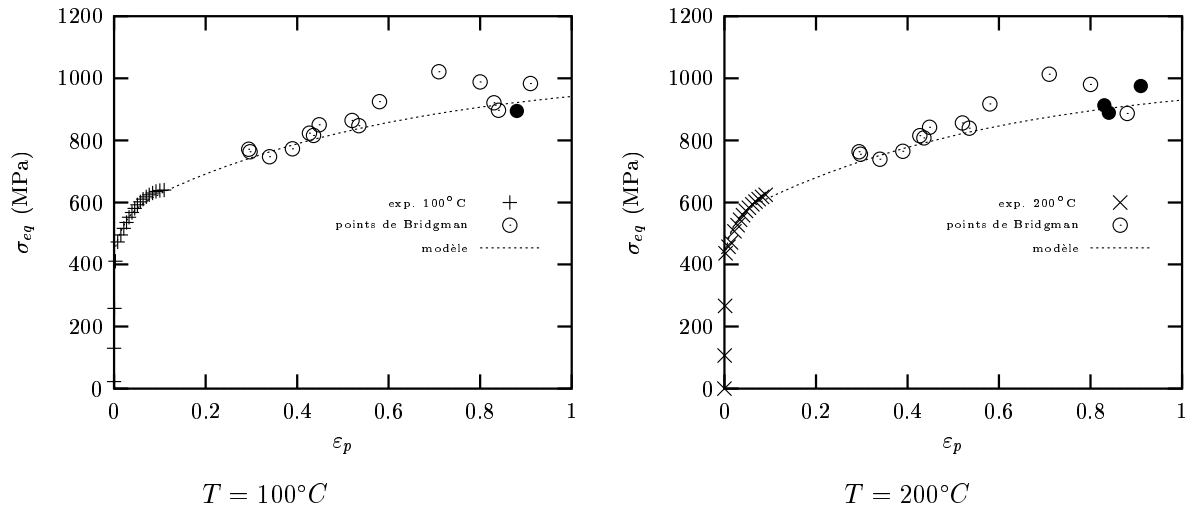 1200
1000
800
600
400
200
0
σeq (MPa)
exp. 100°C
points de Bridgman
modèle
0 0.2 0.4 0.6 0.8 1
εp
T = 100°C
1200
1000
800
600
400
200
0
σeq (MPa)
exp. 200°C
points de Bridgman
modèle
0 0.2 0.4 0.6 0.8 1
εp
T = 200°C